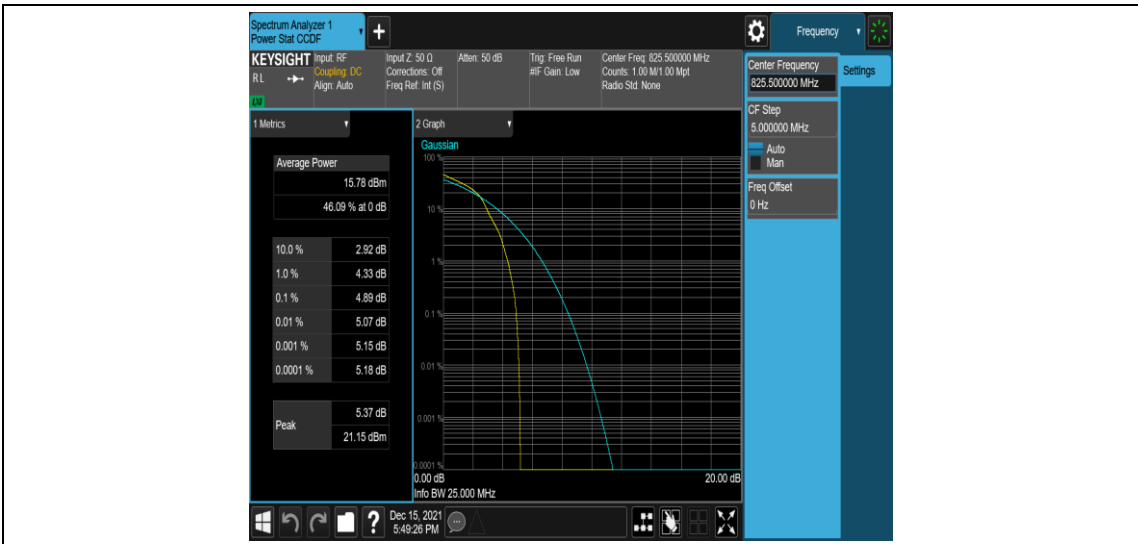 Spectrum Analyzer 1
Power Stat CCDF
+
Frequency
KEYSIGHT
RL
LXI
Input: RF
Coupling: DC
Align: Auto
Input Z: 50 Ω
Corrections: Off
Freq Ref: Int (S)
Atten: 50 dB
Trig: Free Run
#IF Gain: Low
Center Freq: 825.500000 MHz
Counts: 1.00 M/1.00 Mpt
Radio Std: None
Center Frequency
825.500000 MHz
Settings
CF Step
5.000000 MHz
Auto
Man
Freq Offset
0 Hz
1 Metrics
Average Power
15.78 dBm
46.09 % at 0 dB
10.0 % 2.92 dB
1.0 % 4.33 dB
0.1 % 4.89 dB
0.01 % 5.07 dB
0.001 % 5.15 dB
0.0001 % 5.18 dB
Peak 5.37 dB
21.15 dBm
2 Graph
Gaussian
100 %
10 %
1 %
0.1 %
0.01 %
0.001 %
0.0001 %
0.00 dB 20.00 dB
Info BW 25.000 MHz
?
Dec 15, 2021
5:49:26 PM